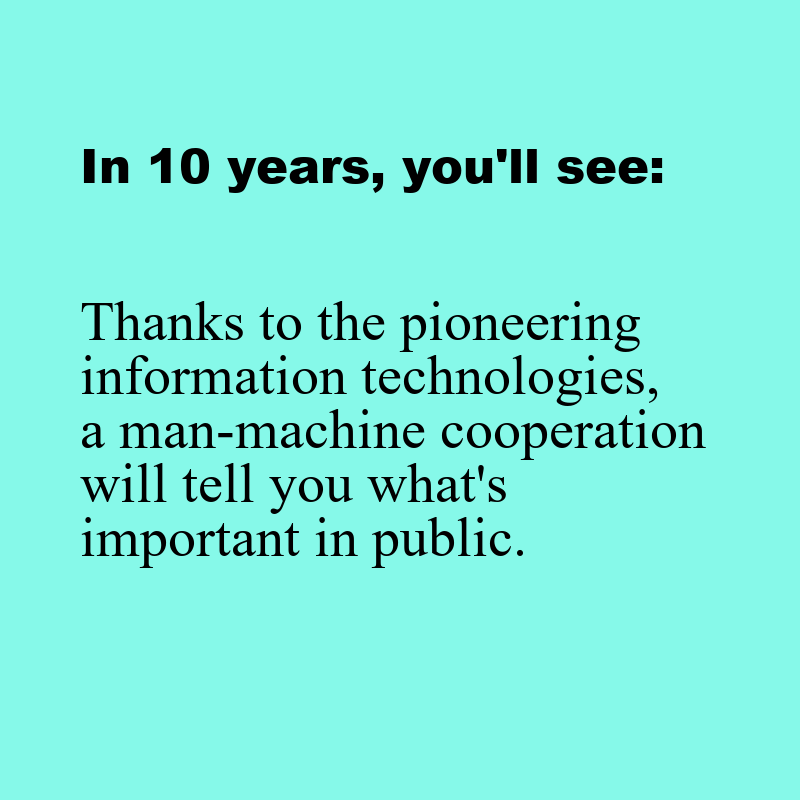 In 10 years, you'll see:
Thanks to the pioneering
information technologies,
a man-machine cooperation
will tell you what's
important in public.